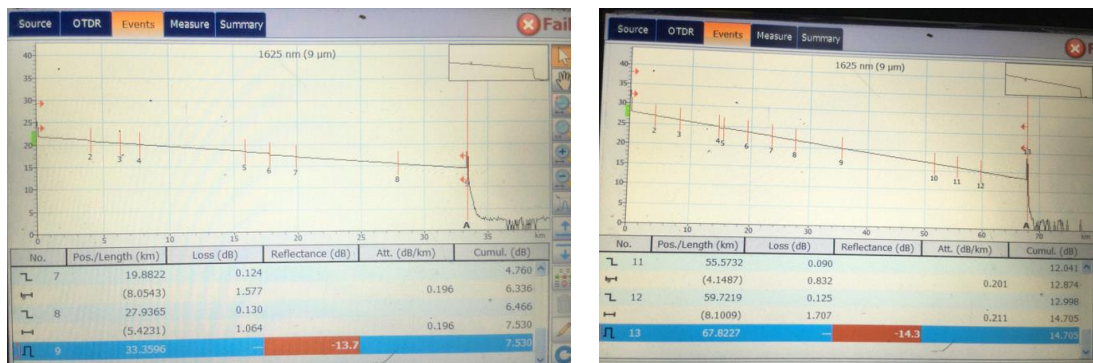 Source OTDR Events Measure Summary Fail
1625 nm (9 μm)
40
35
30
25
20
15
10
5
0
2 3 4 5 6 7 8
A
0 5 10 15 20 25 30 35 km
No. Pos./Length (km) Loss (dB) Reflectance (dB) Att. (dB/km) Cumul. (dB)
7 19.8822 0.124 4.760
(8.0543) 1.577 0.196 6.336
8 27.9365 0.130 6.466
(5.4231) 1.064 0.196 7.530
9 33.3596 --- -13.7 7.530
Source OTDR Events Measure Summary F
1625 nm (9 μm)
40
35
30
25
20
15
10
5
0
2 3 4 5 6 7 8 9 10 11 12 13
A
0 10 20 30 40 50 60 70 km
No. Pos./Length (km) Loss (dB) Reflectance (dB) Att. (dB/km) Cumul. (dB)
11 55.5732 0.090 12.041
(4.1487) 0.832 0.201 12.874
12 59.7219 0.125 12.998
(8.1009) 1.707 0.211 14.705
13 67.8227 --- -14.3 14.705